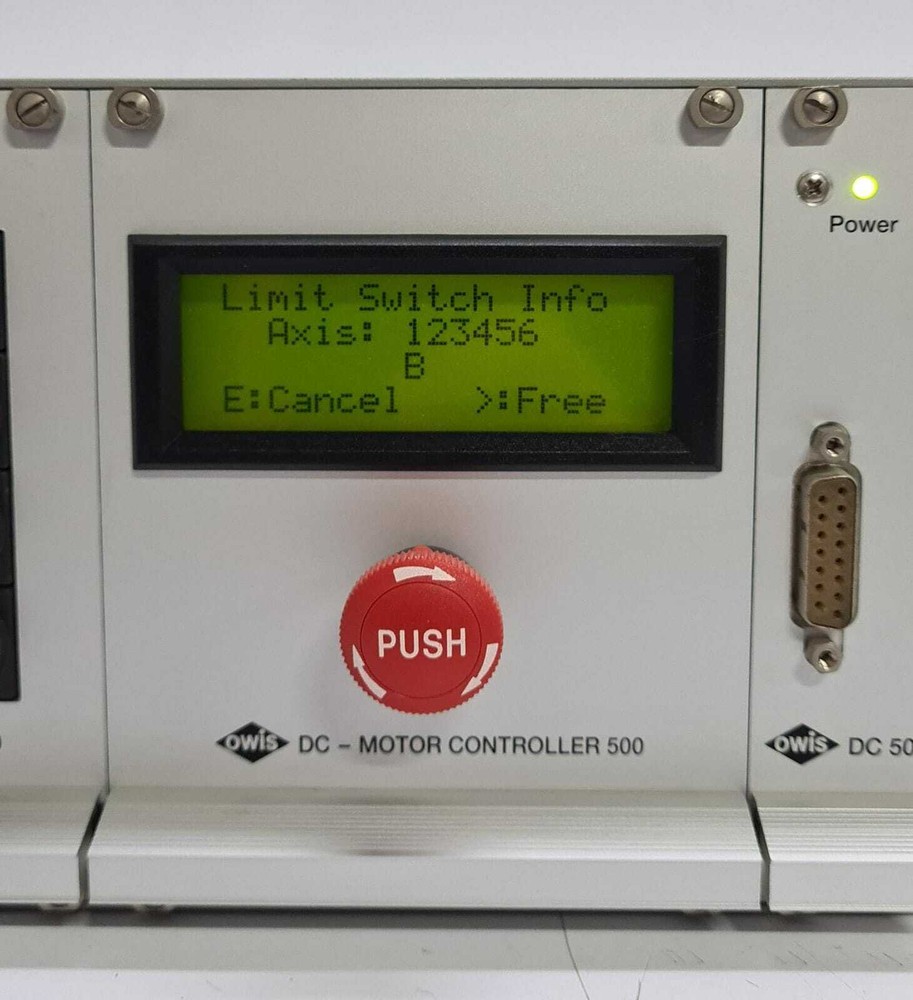 Power
Limit Switch Info
Axis: 123456
B
E:Cancel >:Free
PUSH
owis DC – MOTOR CONTROLLER 500
owis DC 50